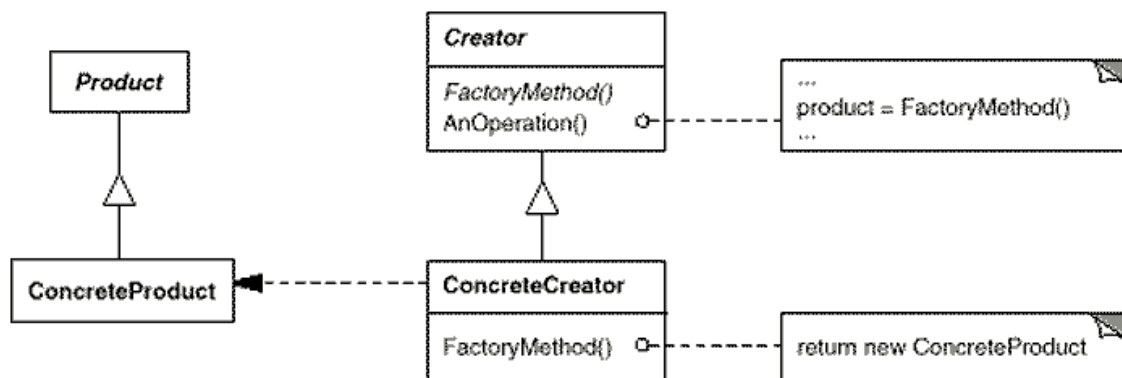 Product
ConcreteProduct
Creator
FactoryMethod()
AnOperation()
...
product = FactoryMethod()
...
ConcreteCreator
FactoryMethod()
return new ConcreteProduct